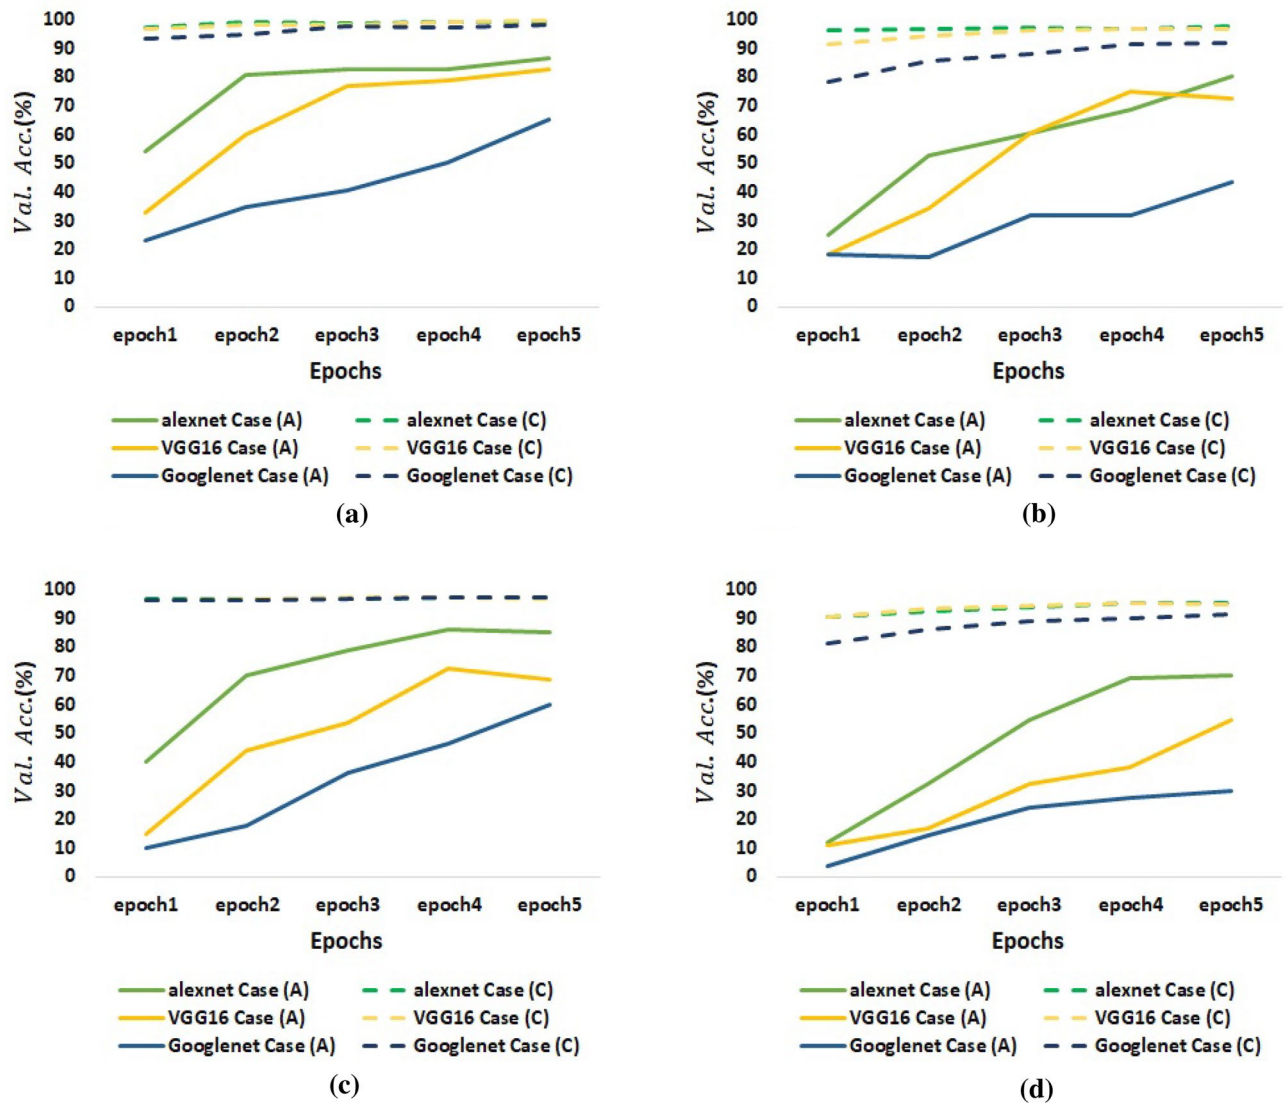 100
90
80
70
60
50
40
30
20
10
0
Val. Acc.(%)
epoch1 epoch2 epoch3 epoch4 epoch5
Epochs
alexnet Case (A) alexnet Case (C)
VGG16 Case (A) VGG16 Case (C)
Googlenet Case (A) Googlenet Case (C)
(a)
100
90
80
70
60
50
40
30
20
10
0
Val. Acc.(%)
epoch1 epoch2 epoch3 epoch4 epoch5
Epochs
alexnet Case (A) alexnet Case (C)
VGG16 Case (A) VGG16 Case (C)
Googlenet Case (A) Googlenet Case (C)
(b)
100
90
80
70
60
50
40
30
20
10
0
Val. Acc.(%)
epoch1 epoch2 epoch3 epoch4 epoch5
Epochs
alexnet Case (A) alexnet Case (C)
VGG16 Case (A) VGG16 Case (C)
Googlenet Case (A) Googlenet Case (C)
(c)
100
90
80
70
60
50
40
30
20
10
0
Val. Acc.(%)
epoch1 epoch2 epoch3 epoch4 epoch5
Epochs
alexnet Case (A) alexnet Case (C)
VGG16 Case (A) VGG16 Case (C)
Googlenet Case (A) Googlenet Case (C)
(d)